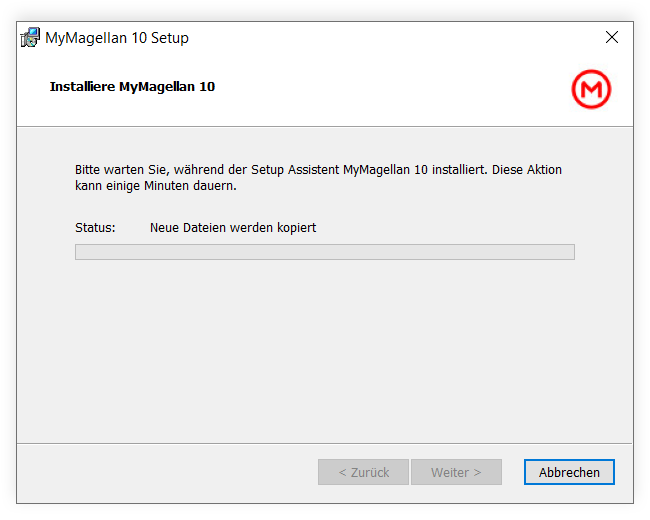 MyMagellan 10 Setup
Installiere MyMagellan 10
M
Bitte warten Sie, während der Setup Assistent MyMagellan 10 installiert. Diese Aktion
kann einige Minuten dauern.
Status: Neue Dateien werden kopiert
< Zurück Weiter > Abbrechen